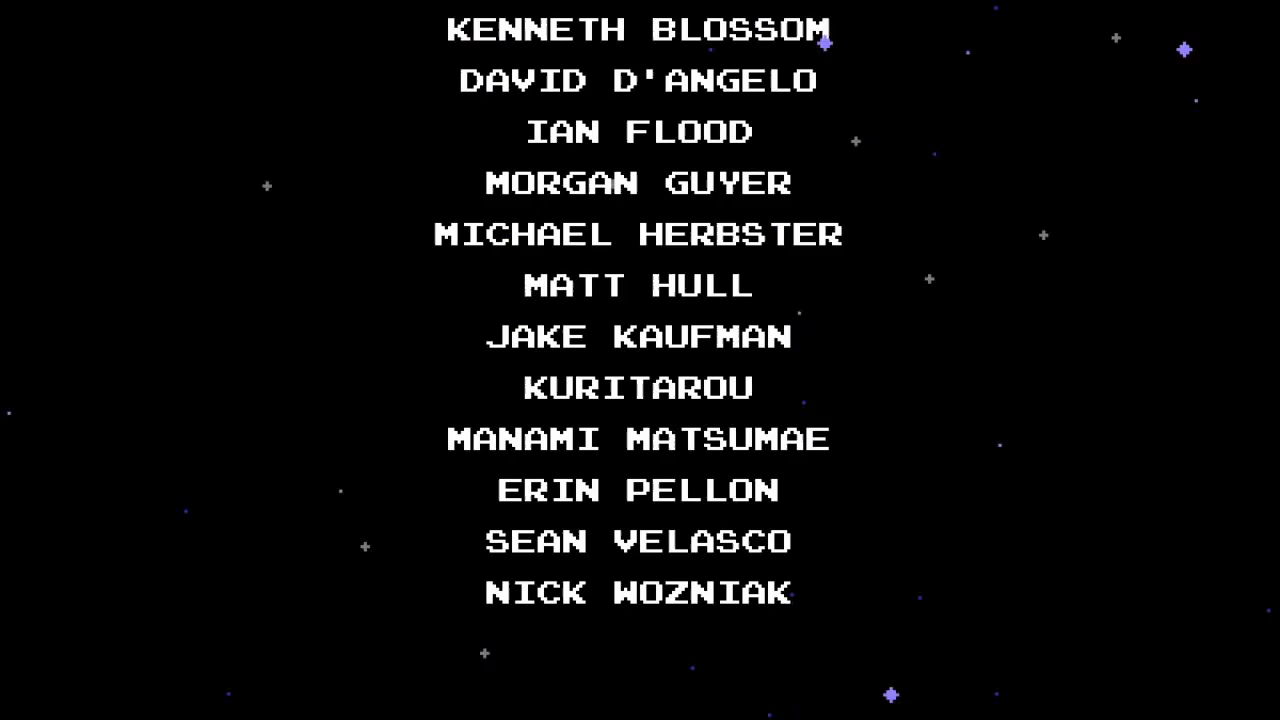 KENNETH BLOSSOM
DAVID D'ANGELO
IAN FLOOD
MORGAN GUYER
MICHAEL HERBSTER
MATT HULL
JAKE KAUFMAN
KURITAROU
MANAMI MATSUMAE
ERIN PELLON
SEAN VELASCO
NICK WOZNIAK